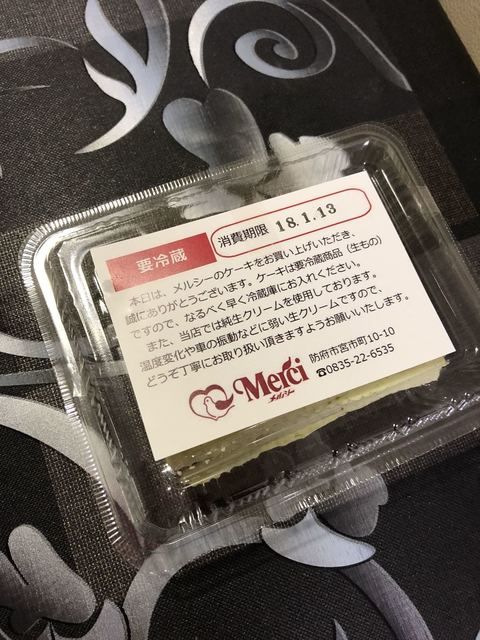 要冷蔵
消費期限 18.1.13
本日は、メルシーのケーキをお買い上げいただき、
誠にありがとうございます。ケーキは要冷蔵商品（生もの）
ですので、なるべく早く冷蔵庫にお入れください。
また、当店では純生クリームを使用しております。
温度変化や車の振動などに弱い生クリームですので、
どうぞ丁寧にお取り扱い頂きますようお願いいたします。
Merci
メルシー
防府市宮市町10-10
☎0835-22-6535